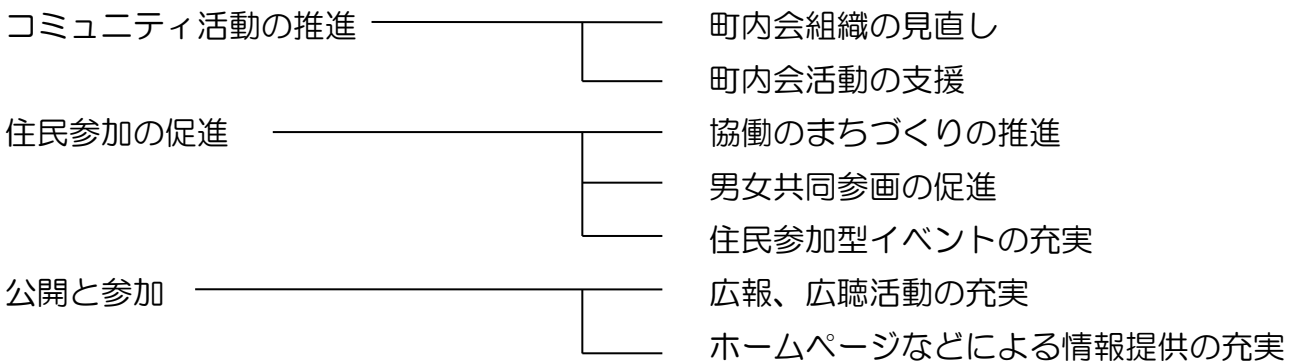 コミュニティ活動の推進 町内会組織の見直し
町内会活動の支援
住民参加の促進 協働のまちづくりの推進
男女共同参画の促進
住民参加型イベントの充実
公開と参加 広報、広聴活動の充実
ホームページなどによる情報提供の充実